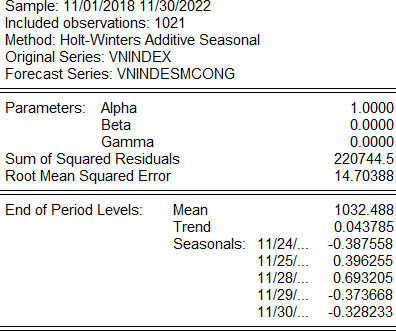 Sample: 11/01/2018 11/30/2022
Included observations: 1021
Method: Holt-Winters Additive Seasonal
Original Series: VNINDEX
Forecast Series: VNINDESMCONG
Parameters: Alpha 1.0000
Beta 0.0000
Gamma 0.0000
Sum of Squared Residuals 220744.5
Root Mean Squared Error 14.70388
End of Period Levels: Mean 1032.488
Trend 0.043785
Seasonals: 11/24/... -0.387558
11/25/... 0.396255
11/28/... 0.693205
11/29/... -0.373668
11/30/... -0.328233